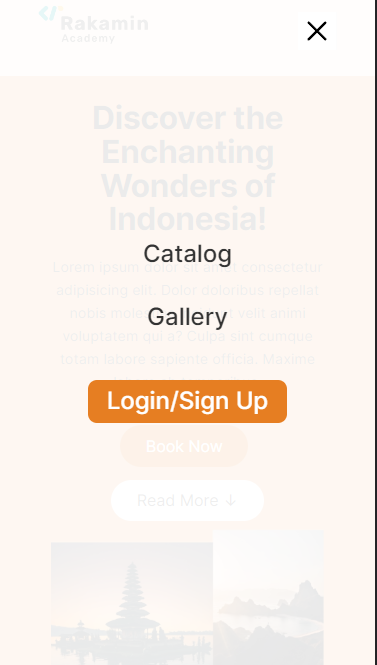 Rakamin
Academy
Discover the
Enchanting
Wonders of
Indonesia!
Catalog
Lorem ipsum dolor sit amet consectetur
adipisicing elit. Dolor doloribus repellat
Gallery
nobis velit animi
voluptatem qui a? Culpa sint cumque
totam labore sapiente officia. Maxime
Login/Sign Up
Book Now
Read More ↓